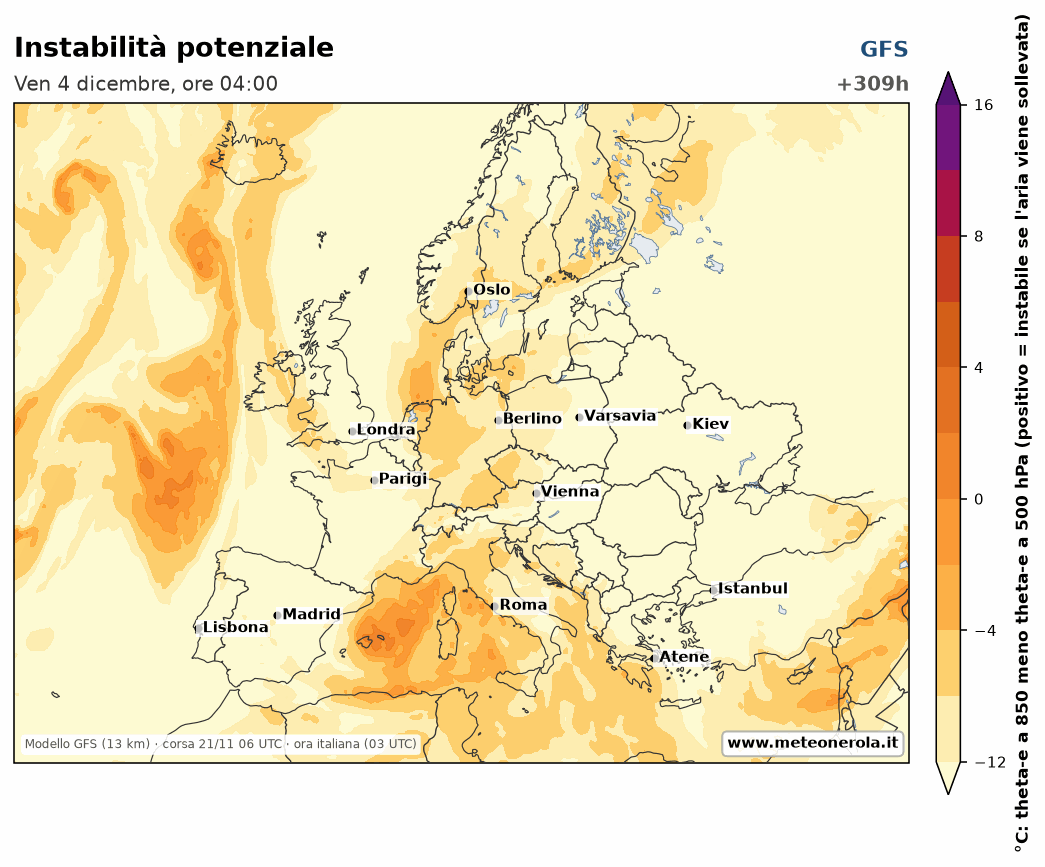 Instabilità potenziale
GFS
Ven 4 dicembre, ore 04:00
+309h
Oslo
Londra
Berlino
Varsavia
Kiev
Parigi
Vienna
Istanbul
Roma
Madrid
Lisbona
Atene
Modello GFS (13 km) · corsa 21/11 06 UTC · ora italiana (03 UTC)
www.meteonerola.it
16
8
4
0
−4
−12
°C: theta-e a 850 meno theta-e a 500 hPa (positivo = instabile se l'aria viene sollevata)